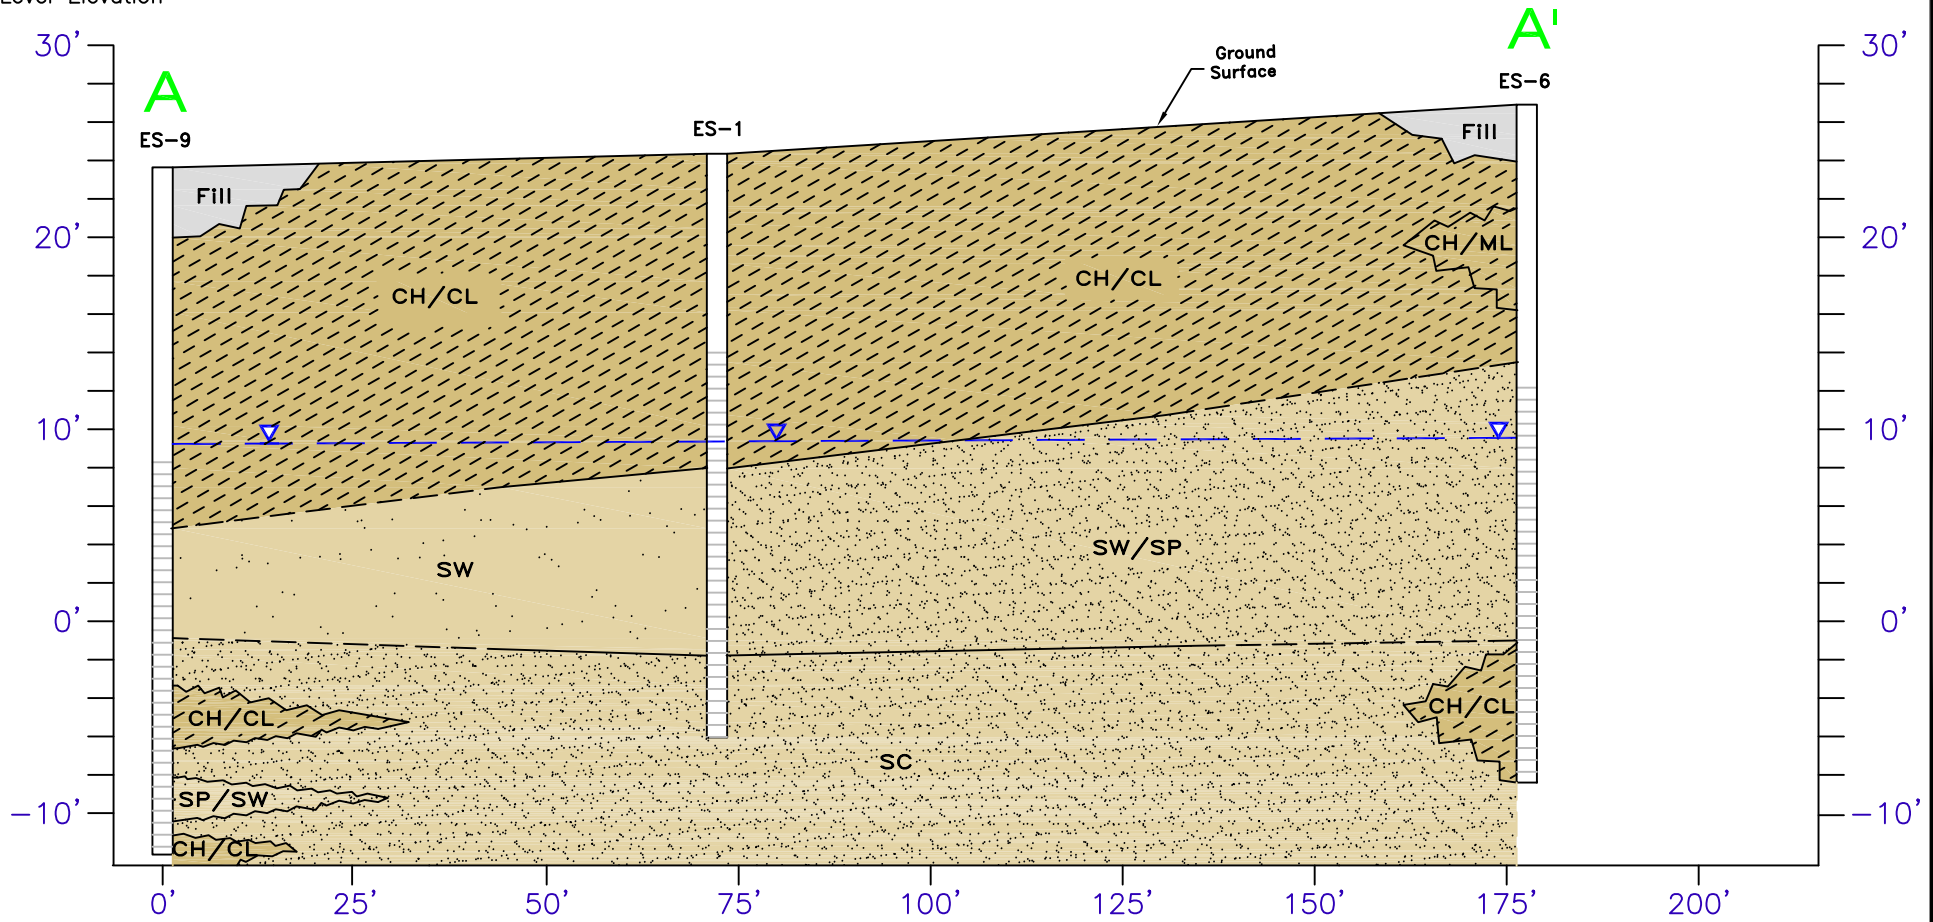 Level Elevation
A'
30'
30'
Ground
Surface
A
ES-6
ES-9
ES-1
Fill
Fill
20'
20'
CH/ML
CH/CL
CH/CL
10'
10'
SW/SP
SW
0'
0'
CH/CL
CH/CL
SC
SP/SW
-10'
-10'
CH/CL
0'
25'
50'
75'
100'
125'
150'
175'
200'